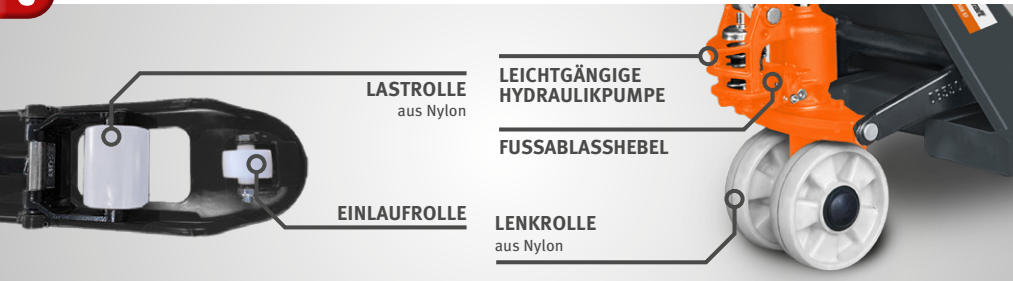 LASTROLLE
aus Nylon
EINLAUFROLLE
LEICHTGÄNGIGE
HYDRAULIKPUMPE
FUSSABLASSHEBEL
LENKROLLE
aus Nylon